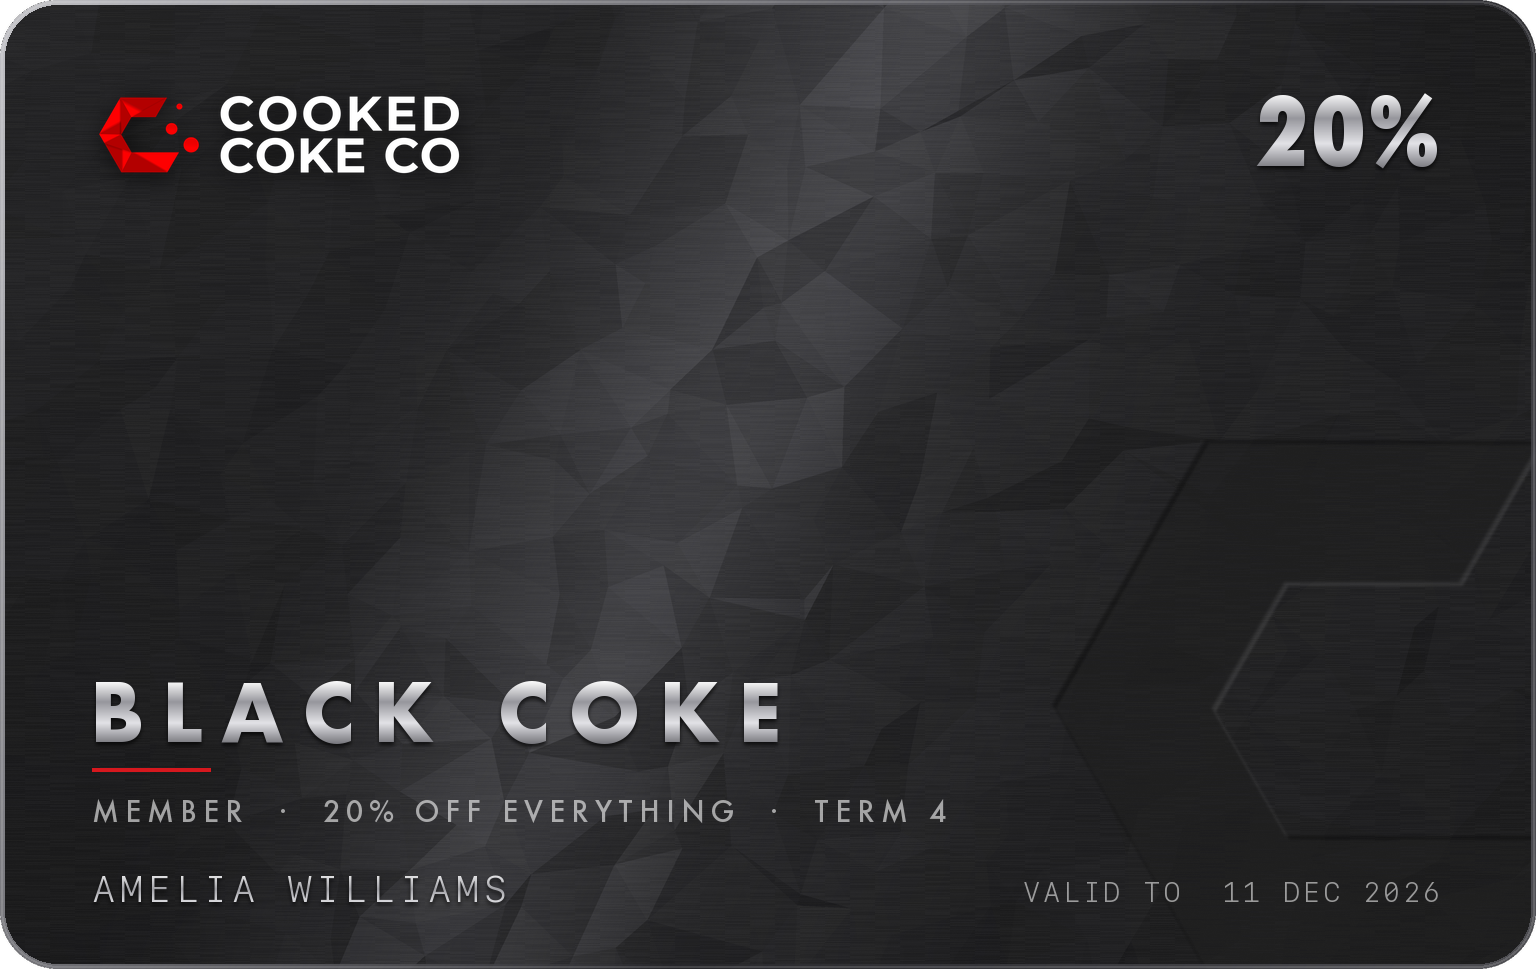 COOKED
COKE CO
20%
BLACK COKE
MEMBER · 20% OFF EVERYTHING · TERM 4
AMELIA WILLIAMS
VALID TO 11 DEC 2026